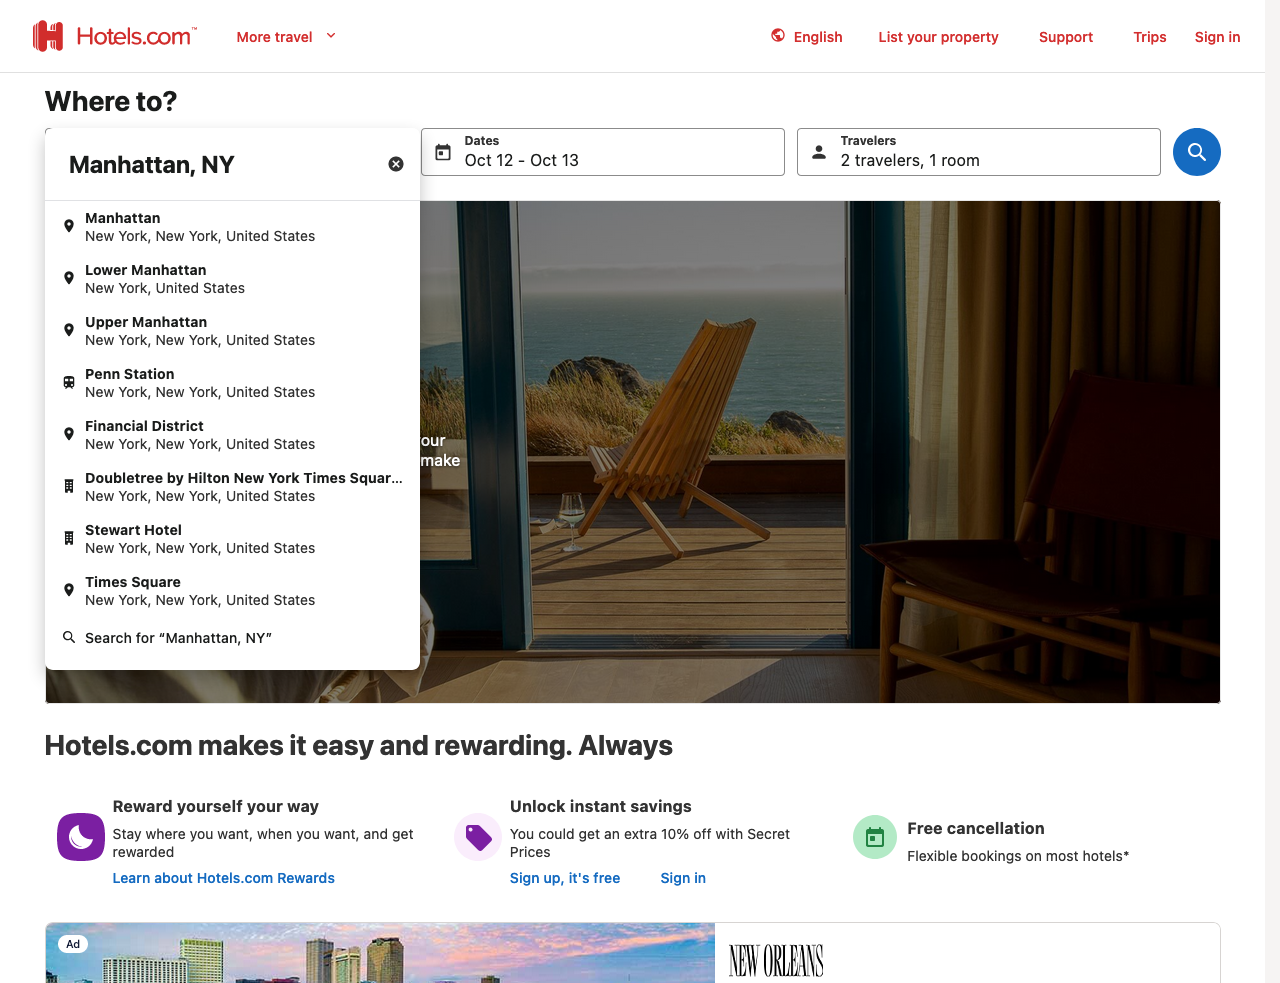 Hotels.com™
More travel
English
List your property
Support
Trips
Sign in
Where to?
Manhattan, NY
Dates
Oct 12 - Oct 13
Travelers
2 travelers, 1 room
Manhattan
New York, New York, United States
Lower Manhattan
New York, United States
Upper Manhattan
New York, New York, United States
Penn Station
New York, New York, United States
Financial District
New York, New York, United States
Doubletree by Hilton New York Times Squar...
New York, New York, United States
Stewart Hotel
New York, New York, United States
Times Square
New York, New York, United States
Search for “Manhattan, NY”
make
Hotels.com makes it easy and rewarding. Always
Reward yourself your way
Stay where you want, when you want, and get
rewarded
Learn about Hotels.com Rewards
Unlock instant savings
You could get an extra 10% off with Secret
Prices
Sign up, it's free
Sign in
Free cancellation
Flexible bookings on most hotels*
Ad
NEW ORLEANS